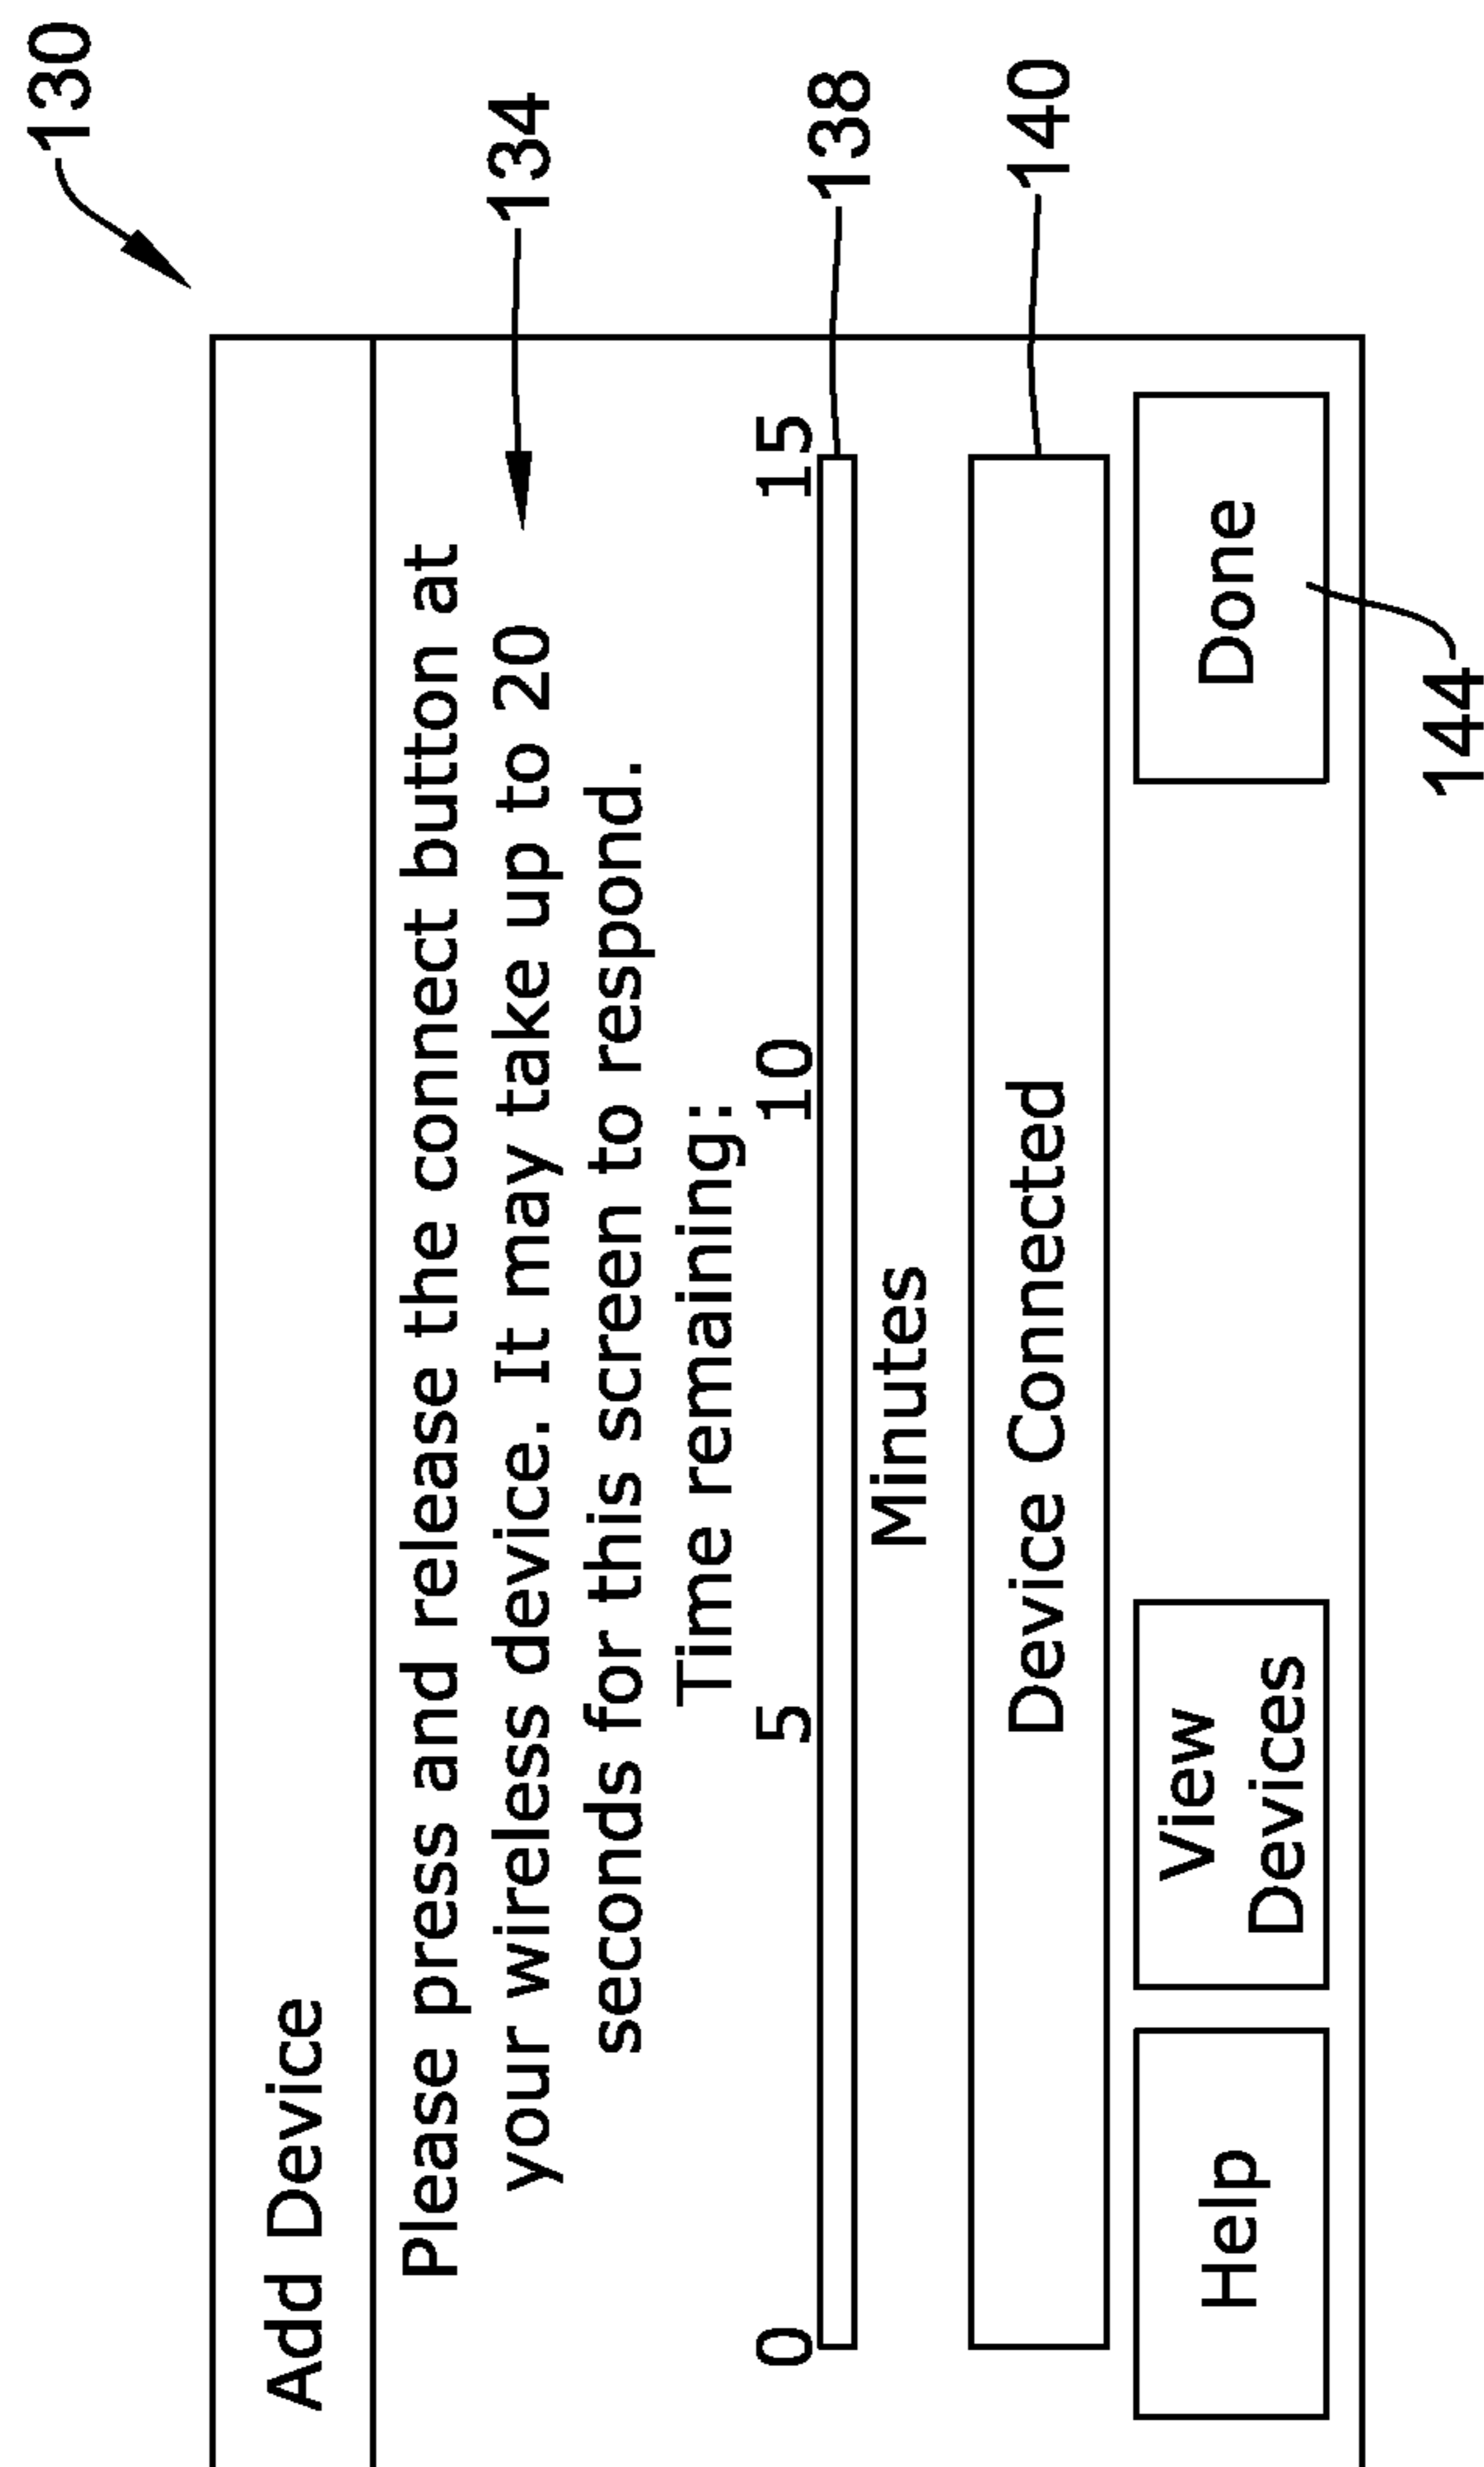 130
Add Device
Please press and release the connect button at
your wireless device. It may take up to 20
134
seconds for this screen to respond.
Time remaining:
0 5 10 15
138
Minutes
Device Connected
140
Help
View
Devices
Done
144